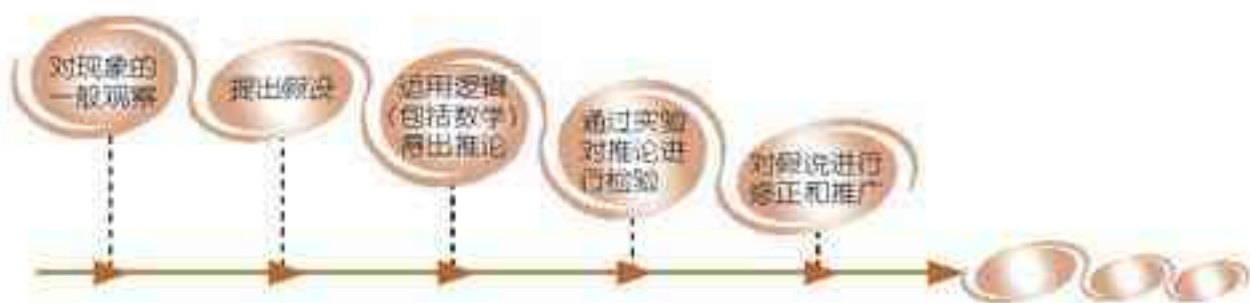 对现象的
一般观察
提出假设
运用逻辑
(包括数学)
得出推论
通过实验
对推论进
行检验
对假说进行
修正和推广